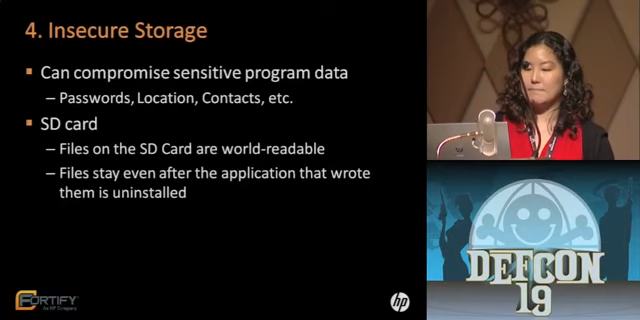 4. Insecure Storage
Can compromise sensitive program data
– Passwords, Location, Contacts, etc.
SD card
– Files on the SD Card are world-readable
– Files stay even after the application that wrote
them is uninstalled
FORTIFY
An HP Company
hp
DEFCON
19